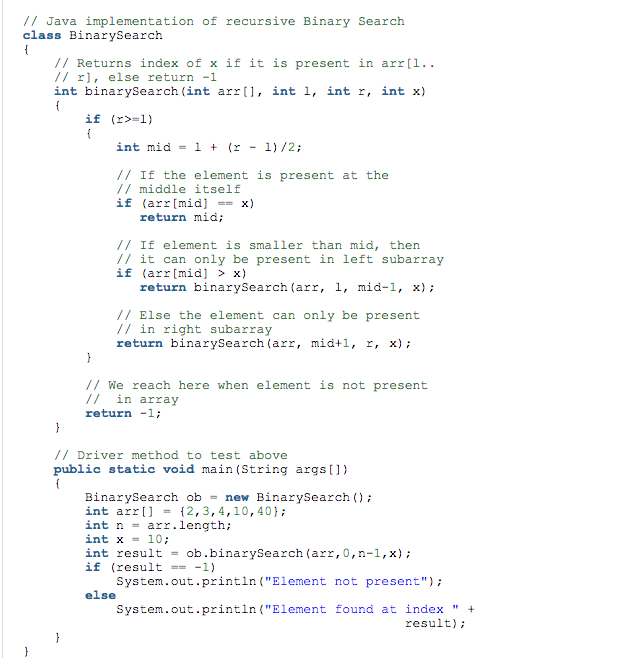 // Java implementation of recursive Binary Search
class BinarySearch
{
    // Returns index of x if it is present in arr[l..
    // r], else return -1
    int binarySearch(int arr[], int l, int r, int x)
    {
        if (r>=l)
        {
            int mid = l + (r - l)/2;

            // If the element is present at the
            // middle itself
            if (arr[mid] == x)
               return mid;

            // If element is smaller than mid, then
            // it can only be present in left subarray
            if (arr[mid] > x)
               return binarySearch(arr, l, mid-1, x);

            // Else the element can only be present
            // in right subarray
            return binarySearch(arr, mid+1, r, x);
        }

        // We reach here when element is not present
        //  in array
        return -1;
    }

    // Driver method to test above
    public static void main(String args[])
    {
        BinarySearch ob = new BinarySearch();
        int arr[] = {2,3,4,10,40};
        int n = arr.length;
        int x = 10;
        int result = ob.binarySearch(arr,0,n-1,x);
        if (result == -1)
            System.out.println("Element not present");
        else
            System.out.println("Element found at index " +
                                                 result);
    }
}